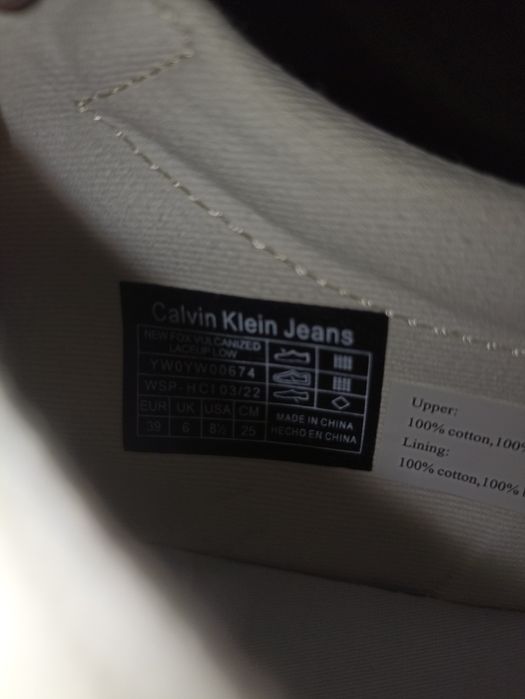 Calvin Klein Jeans
NEW FOX VULCANIZED
LACEUP LOW
YW0YW00674
WSP-HC103/22
EUR UK USA CM
39 6 8½ 25
MADE IN CHINA
HECHO EN CHINA
Upper:
100% cotton,100%
Lining:
100% cotton,100%